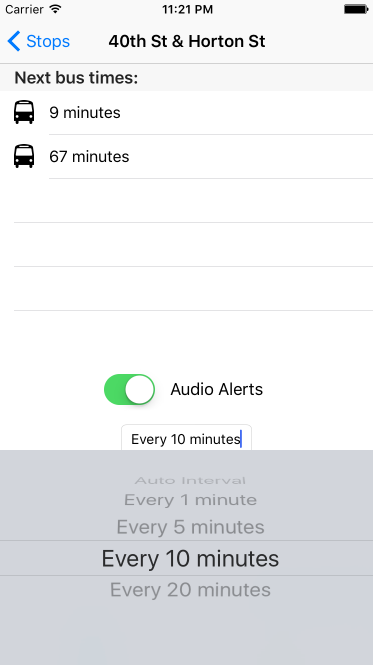 Carrier 11:21 PM
Stops 40th St & Horton St
Next bus times:
9 minutes
67 minutes
Audio Alerts
Every 10 minutes
Auto Interval
Every 1 minute
Every 5 minutes
Every 10 minutes
Every 20 minutes